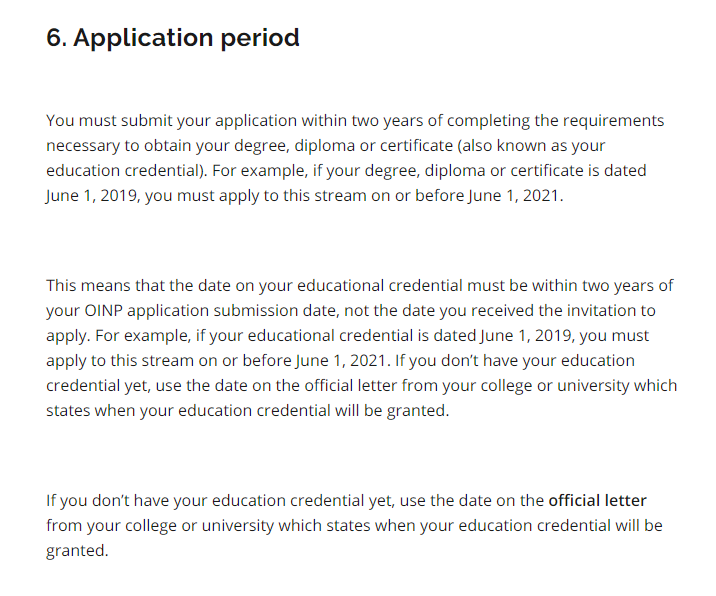 6. Application period
You must submit your application within two years of completing the requirements
necessary to obtain your degree, diploma or certificate (also known as your
education credential). For example, if your degree, diploma or certificate is dated
June 1, 2019, you must apply to this stream on or before June 1, 2021.
This means that the date on your educational credential must be within two years of
your OINP application submission date, not the date you received the invitation to
apply. For example, if your educational credential is dated June 1, 2019, you must
apply to this stream on or before June 1, 2021. If you don’t have your education
credential yet, use the date on the official letter from your college or university which
states when your education credential will be granted.
If you don’t have your education credential yet, use the date on the official letter
from your college or university which states when your education credential will be
granted.